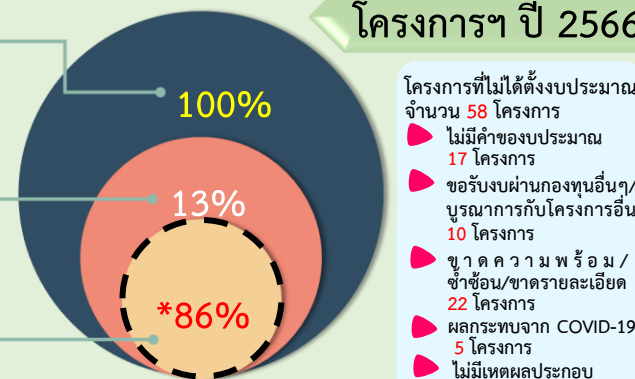 โครงการฯ ปี 2566
100%
13%
*86%
โครงการที่ไม่ได้ตั้งงบประมาณ
จำนวน 58 โครงการ
ไม่มีคำของบประมาณ
17 โครงการ
ขอรับงบผ่านกองทุนอื่นๆ/
บูรณาการกับโครงการอื่น
10 โครงการ
ขาดความพร้อม/
ซ้ำซ้อน/ขาดรายละเอียด
22 โครงการ
ผลกระทบจาก COVID-19
5 โครงการ
ไม่มีเหตุผลประกอบ